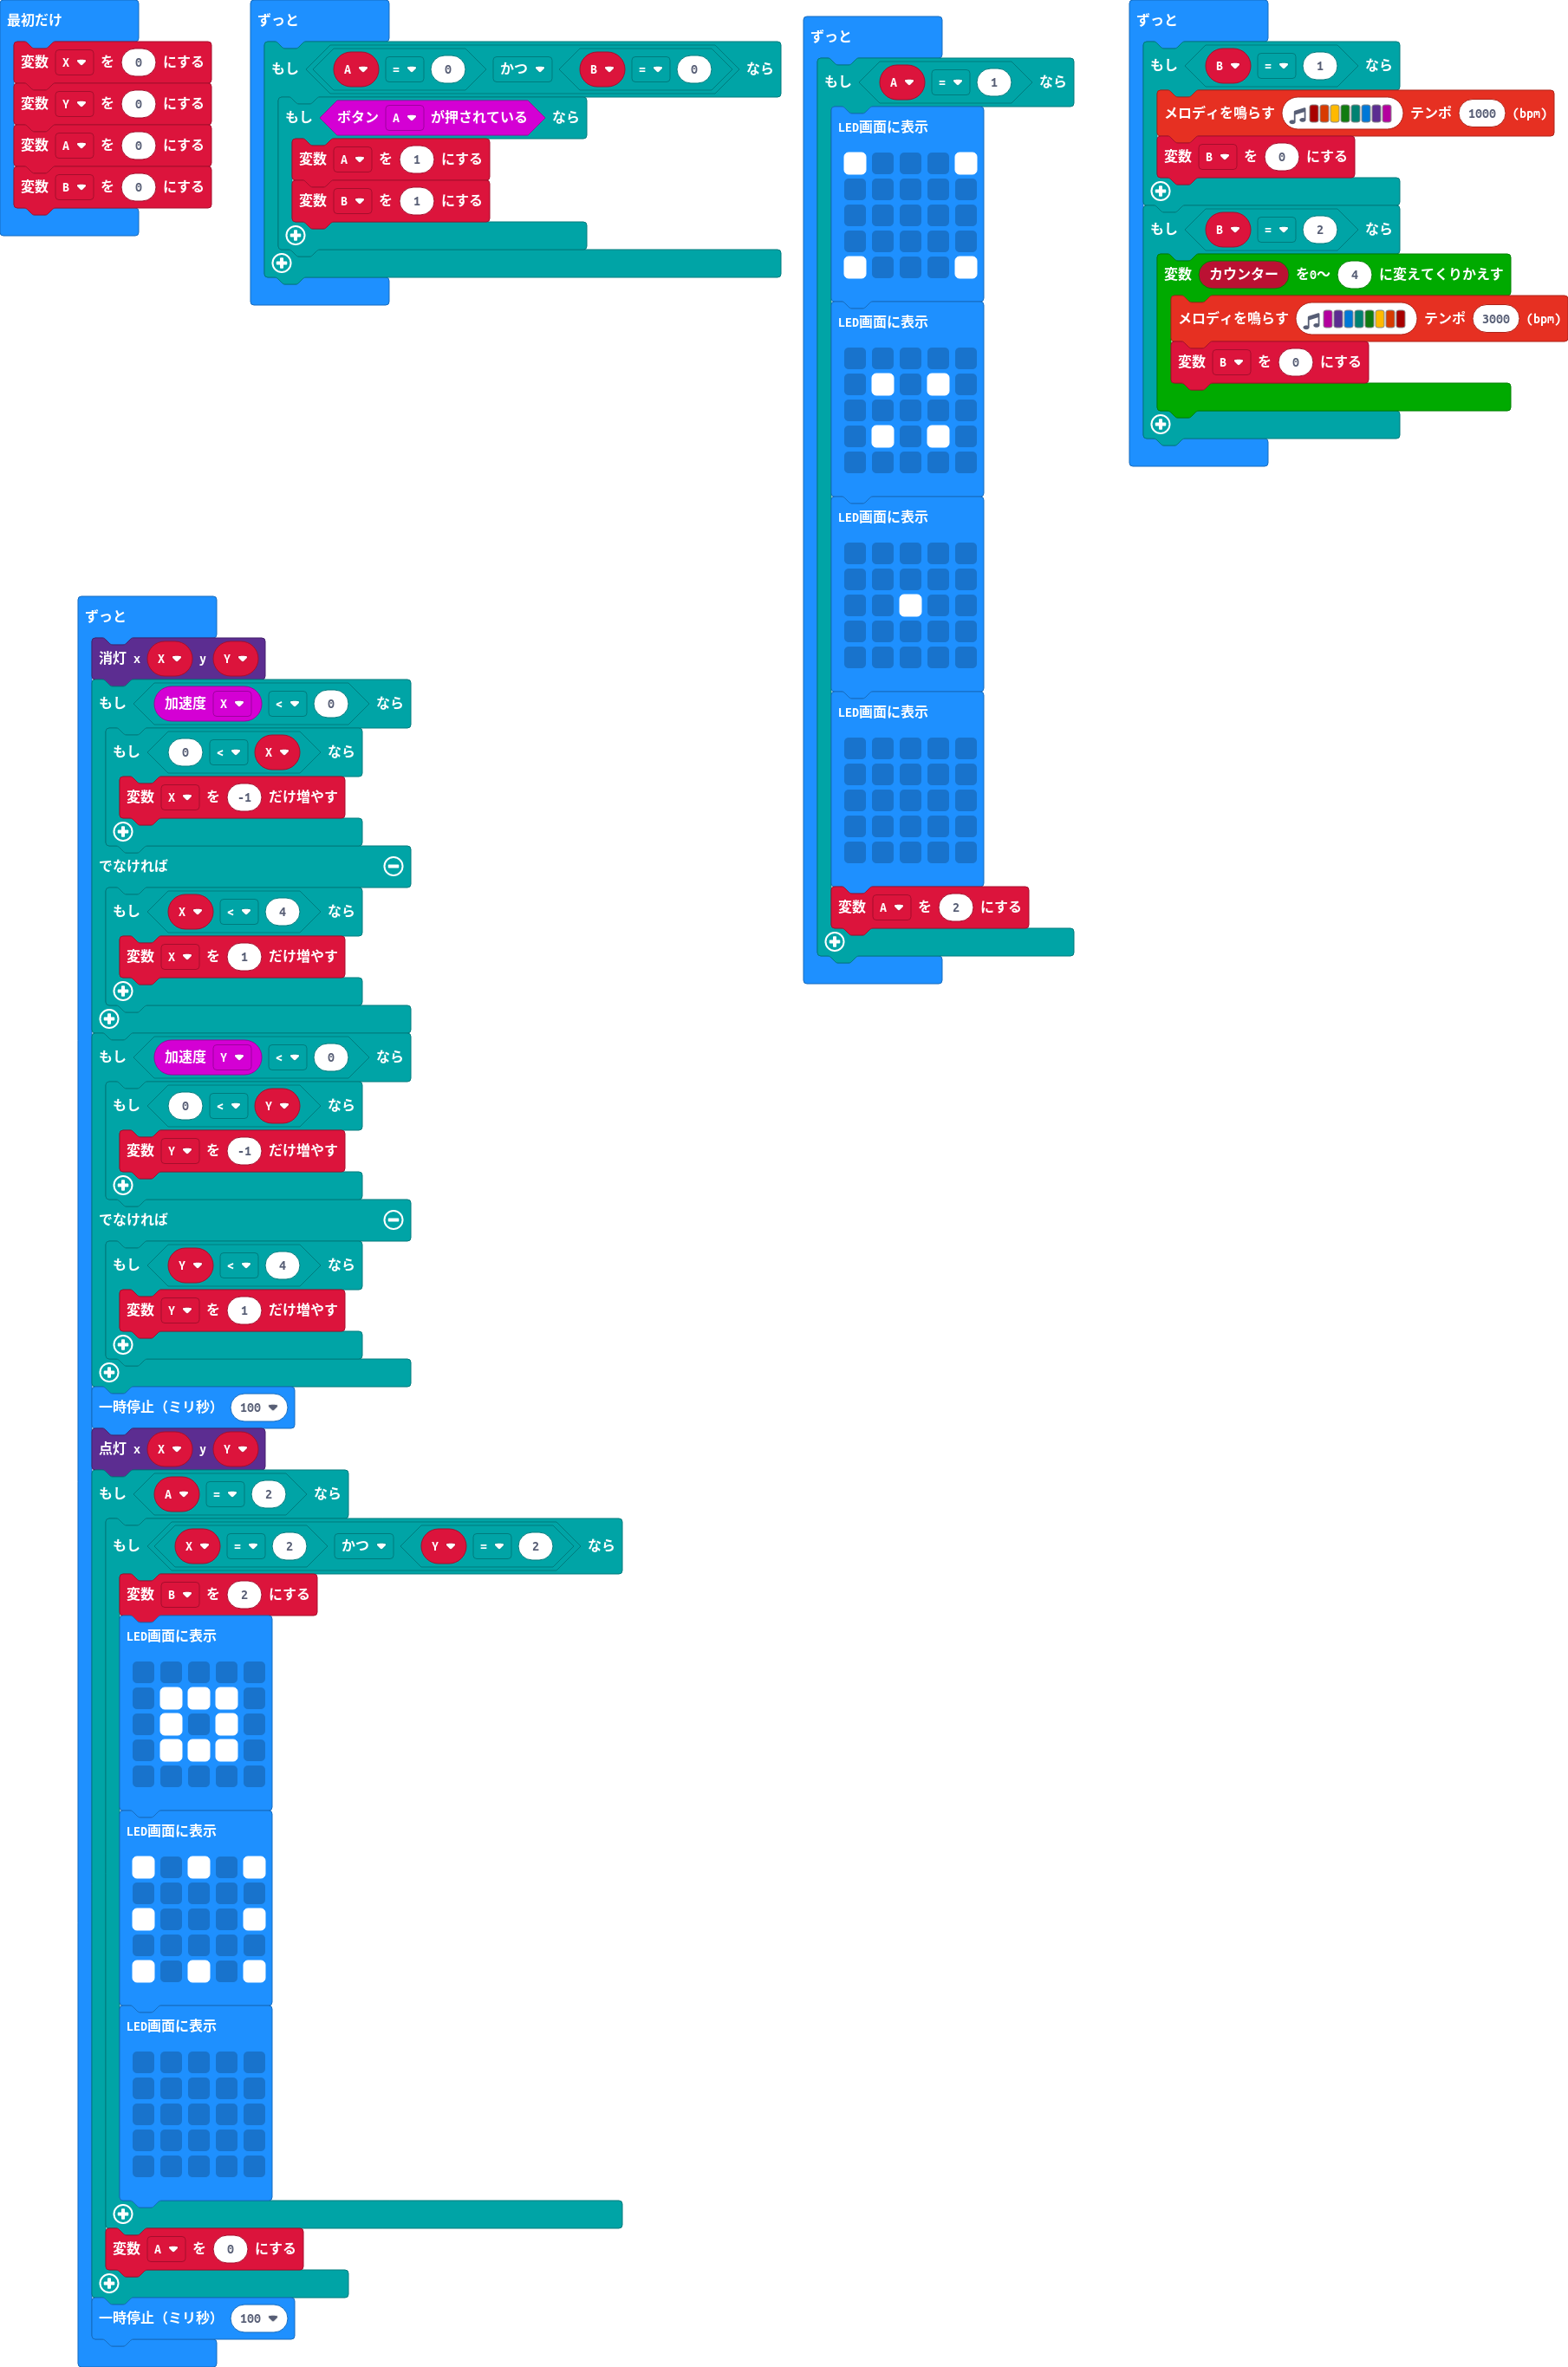 最初だけ
変数 X を 0 にする
変数 Y を 0 にする
変数 A を 0 にする
変数 B を 0 にする
ずっと
もし A = 0 かつ B = 0 なら
もし ボタン A が押されている なら
変数 A を 1 にする
変数 B を 1 にする
ずっと
もし A = 1 なら
LED画面に表示
LED画面に表示
LED画面に表示
LED画面に表示
変数 A を 2 にする
ずっと
もし B = 1 なら
メロディを鳴らす テンポ 1000 (bpm)
変数 B を 0 にする
もし B = 2 なら
変数 カウンター を0〜 4 に変えてくりかえす
メロディを鳴らす テンポ 3000 (bpm)
変数 B を 0 にする
ずっと
消灯 x X y Y
もし 加速度 X < 0 なら
もし 0 < X なら
変数 X を -1 だけ増やす
でなければ
もし X < 4 なら
変数 X を 1 だけ増やす
もし 加速度 Y < 0 なら
もし 0 < Y なら
変数 Y を -1 だけ増やす
でなければ
もし Y < 4 なら
変数 Y を 1 だけ増やす
一時停止（ミリ秒） 100
点灯 x X y Y
もし A = 2 なら
もし X = 2 かつ Y = 2 なら
変数 B を 2 にする
LED画面に表示
LED画面に表示
LED画面に表示
変数 A を 0 にする
一時停止（ミリ秒） 100